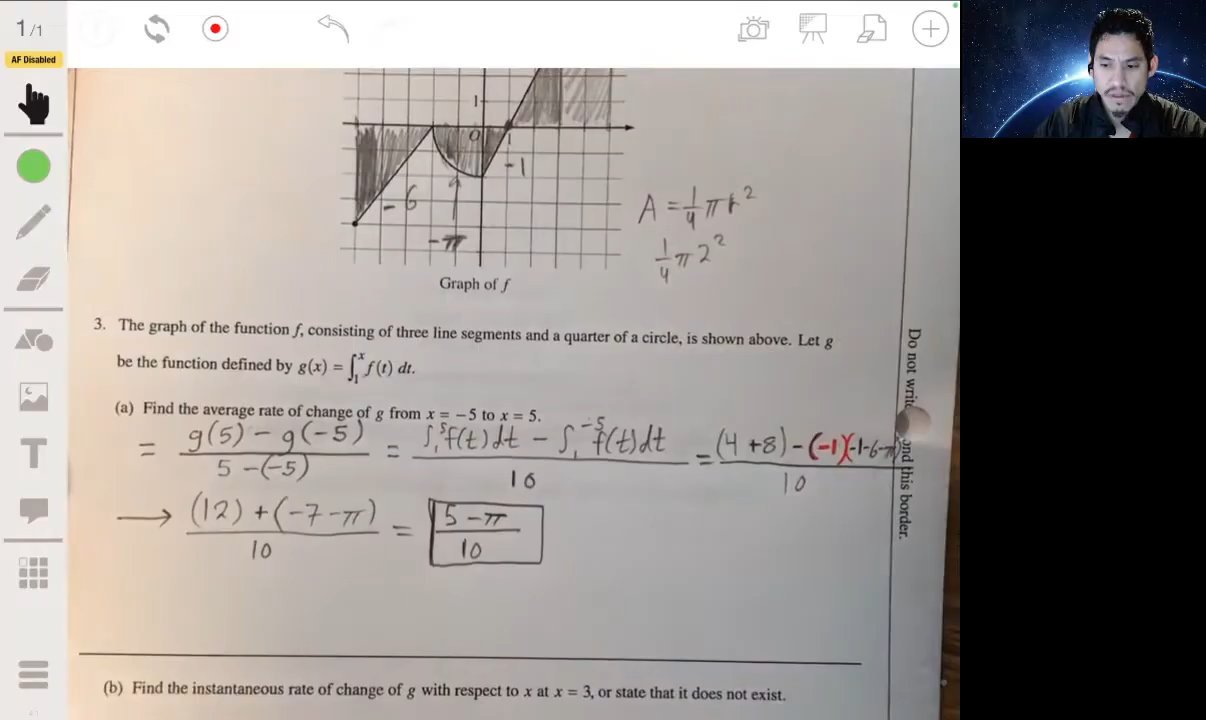 1/1
AF Disabled
1
0
1
-1
-6
-π
A = 1/4 πr²
1/4 π2²
Graph of f
3. The graph of the function f, consisting of three line segments and a quarter of a circle, is shown above. Let g
be the function defined by g(x) = ∫₁ˣ f(t) dt.
(a) Find the average rate of change of g from x = −5 to x = 5.
= g(5) - g(-5) / 5 - (-5) = ∫₁⁵ f(t)dt - ∫₁⁻⁵ f(t)dt / 10 = (4 + 8) - (-1)(-1-6-π) / 10
→ (12) + (-7 - π) / 10 = 5 - π / 10
(b) Find the instantaneous rate of change of g with respect to x at x = 3, or state that it does not exist.
Do not write
nd this border.
T